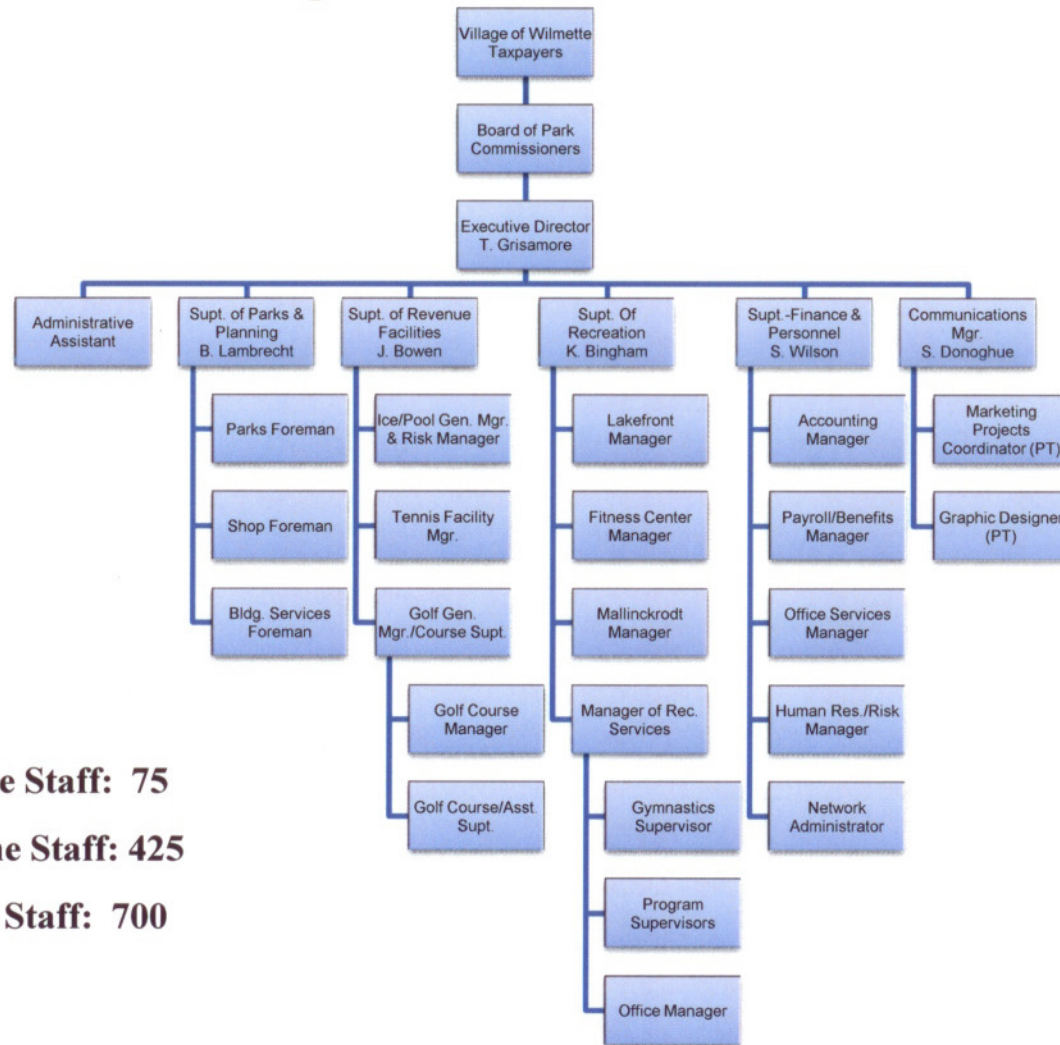 Village of Wilmette
Taxpayers
Board of Park
Commissioners
Executive Director
T. Grisamore
Administrative
Assistant
Supt. of Parks &
Planning
B. Lambrecht
Supt. of Revenue
Facilities
J. Bowen
Supt. Of
Recreation
K. Bingham
Supt.-Finance &
Personnel
S. Wilson
Communications
Mgr.
S. Donoghue
Parks Foreman
Shop Foreman
Bldg. Services
Foreman
Ice/Pool Gen. Mgr.
& Risk Manager
Tennis Facility
Mgr.
Golf Gen.
Mgr./Course Supt.
Golf Course
Manager
Golf Course/Asst.
Supt.
Lakefront
Manager
Fitness Center
Manager
Mallinckrodt
Manager
Manager of Rec.
Services
Gymnastics
Supervisor
Program
Supervisors
Office Manager
Accounting
Manager
Payroll/Benefits
Manager
Office Services
Manager
Human Res./Risk
Manager
Network
Administrator
Marketing
Projects
Coordinator (PT)
Graphic Designer
(PT)
e Staff: 75
ne Staff: 425
Staff: 700